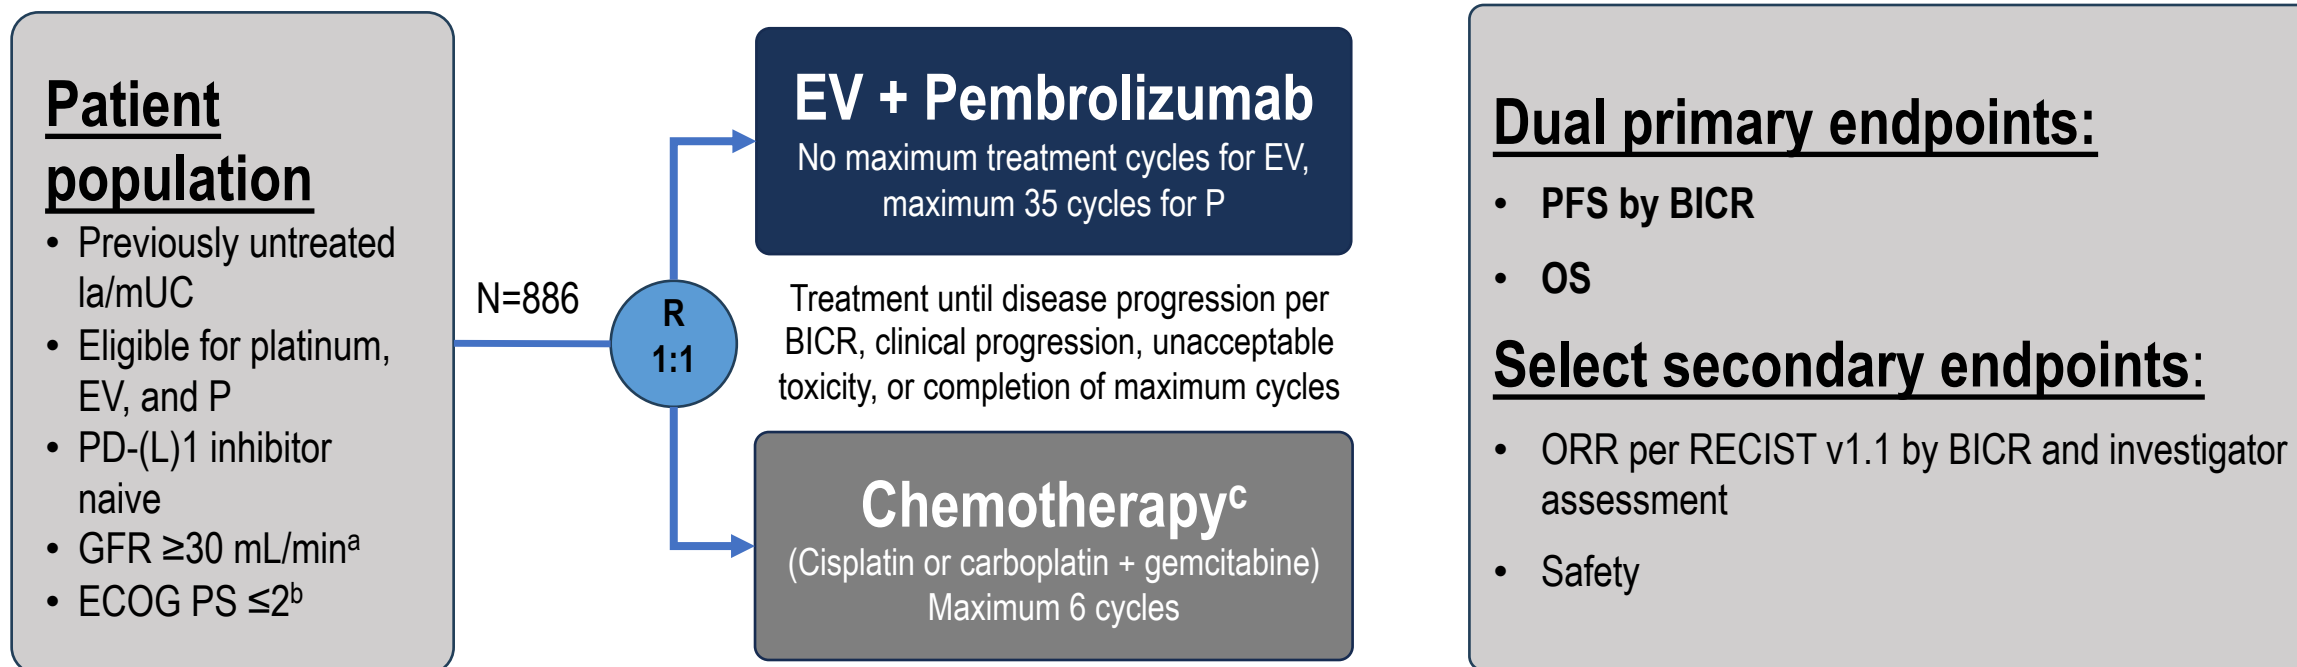 Patient
population
• Previously untreated
la/mUC
• Eligible for platinum,
EV, and P
• PD-(L)1 inhibitor
naive
• GFR ≥30 mL/minᵃ
• ECOG PS ≤2ᵇ
N=886
R
1:1
EV + Pembrolizumab
No maximum treatment cycles for EV,
maximum 35 cycles for P
Treatment until disease progression per
BICR, clinical progression, unacceptable
toxicity, or completion of maximum cycles
Chemotherapyᶜ
(Cisplatin or carboplatin + gemcitabine)
Maximum 6 cycles
Dual primary endpoints:
• PFS by BICR
• OS
Select secondary endpoints:
• ORR per RECIST v1.1 by BICR and investigator
assessment
• Safety